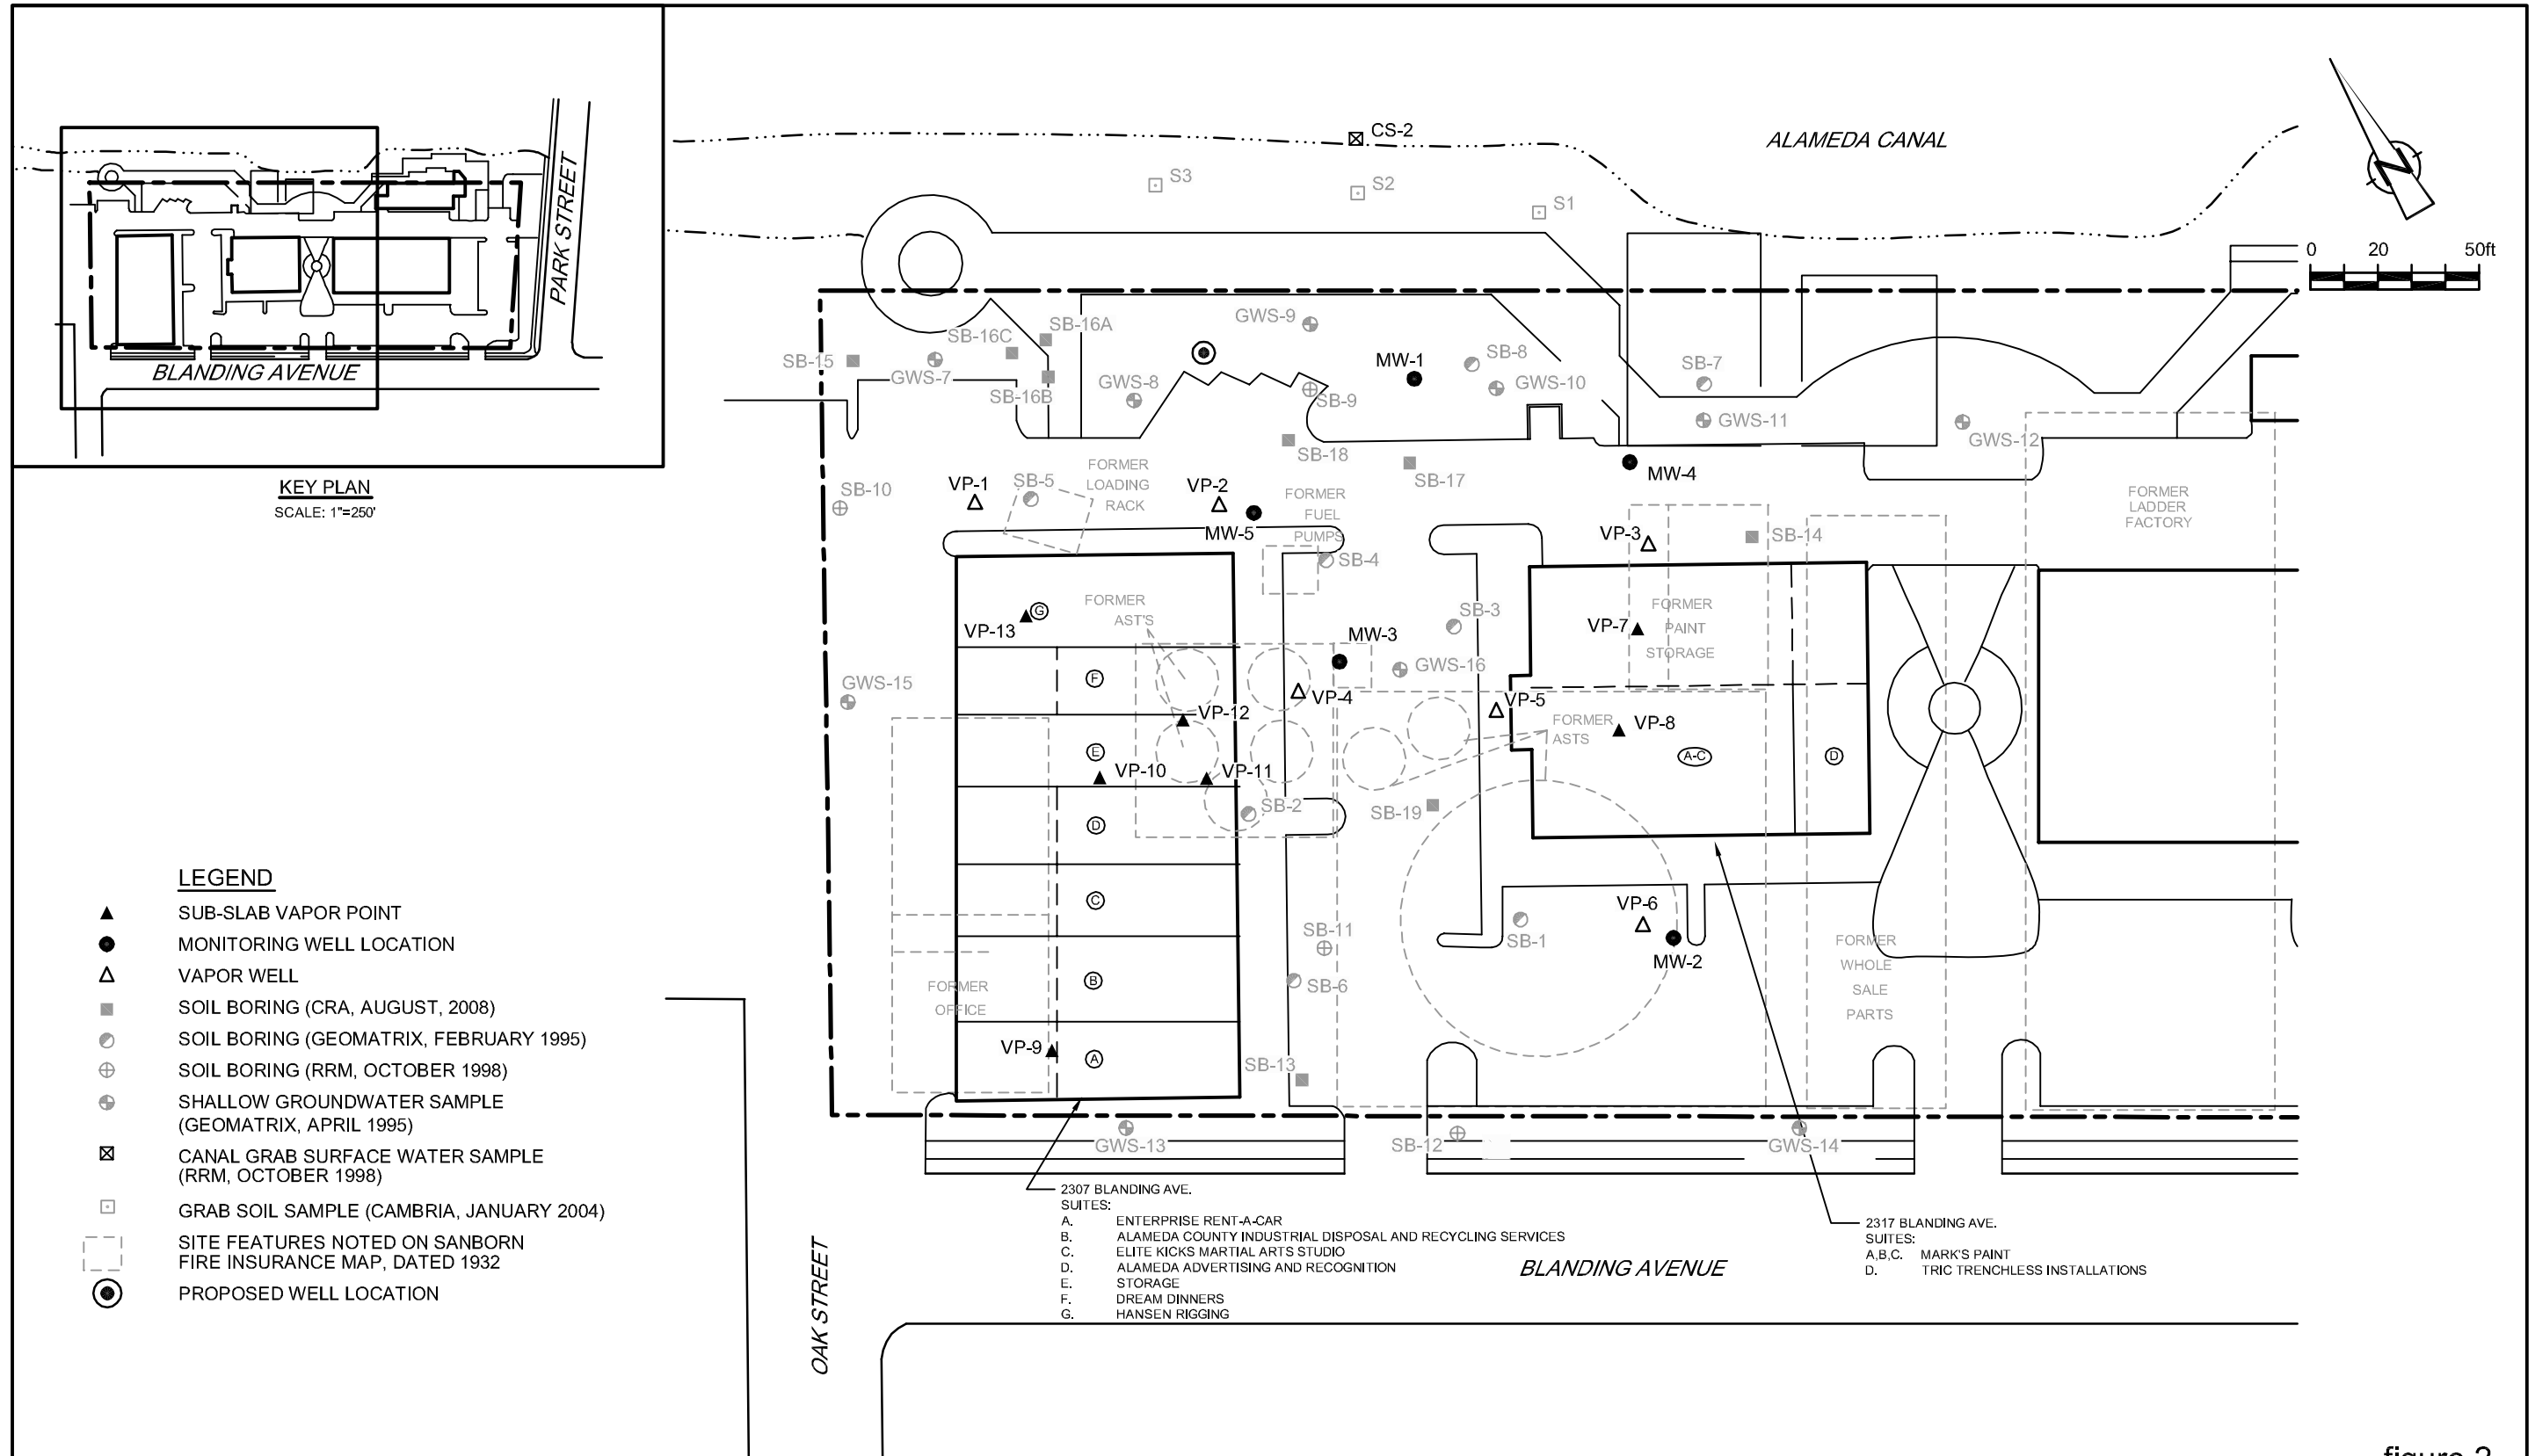 PARK STREET
BLANDING AVENUE
KEY PLAN
SCALE: 1"=250'
ALAMEDA CANAL
N
0 20 50ft
CS-2
S3
S2
S1
GWS-9
SB-16A
SB-16C
SB-15
GWS-7
SB-16B
GWS-8
MW-1
SB-8
GWS-10
SB-9
SB-7
GWS-11
GWS-12
SB-18
SB-17
MW-4
SB-10
VP-1
SB-5
FORMER
LOADING
RACK
VP-2
MW-5
FORMER
FUEL
PUMPS
SB-4
VP-3
SB-14
FORMER
LADDER
FACTORY
VP-13
G
FORMER
AST'S
SB-3
MW-3
GWS-16
VP-7
FORMER
PAINT
STORAGE
GWS-15
F
VP-4
VP-5
VP-12
FORMER
ASTS
VP-8
E
VP-10
VP-11
A-C
D
SB-2
SB-19
D
C
VP-6
SB-1
MW-2
SB-11
SB-6
FORMER
WHOLE
SALE
PARTS
B
FORMER
OFFICE
VP-9
A
SB-13
GWS-13
SB-12
GWS-14
LEGEND
SUB-SLAB VAPOR POINT
MONITORING WELL LOCATION
VAPOR WELL
SOIL BORING (CRA, AUGUST, 2008)
SOIL BORING (GEOMATRIX, FEBRUARY 1995)
SOIL BORING (RRM, OCTOBER 1998)
SHALLOW GROUNDWATER SAMPLE
(GEOMATRIX, APRIL 1995)
CANAL GRAB SURFACE WATER SAMPLE
(RRM, OCTOBER 1998)
GRAB SOIL SAMPLE (CAMBRIA, JANUARY 2004)
SITE FEATURES NOTED ON SANBORN
FIRE INSURANCE MAP, DATED 1932
PROPOSED WELL LOCATION
2307 BLANDING AVE.
SUITES:
A. ENTERPRISE RENT-A-CAR
B. ALAMEDA COUNTY INDUSTRIAL DISPOSAL AND RECYCLING SERVICES
C. ELITE KICKS MARTIAL ARTS STUDIO
D. ALAMEDA ADVERTISING AND RECOGNITION
E. STORAGE
F. DREAM DINNERS
G. HANSEN RIGGING
2317 BLANDING AVE.
SUITES:
A,B,C. MARK'S PAINT
D. TRIC TRENCHLESS INSTALLATIONS
BLANDING AVENUE
OAK STREET